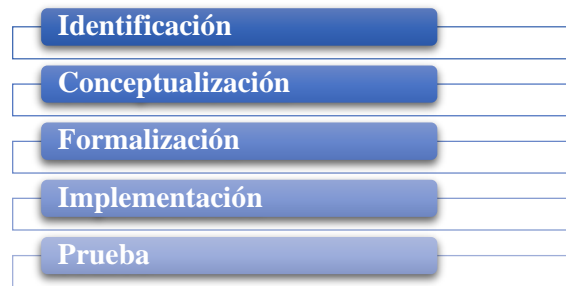 Identificación
Conceptualización
Formalización
Implementación
Prueba